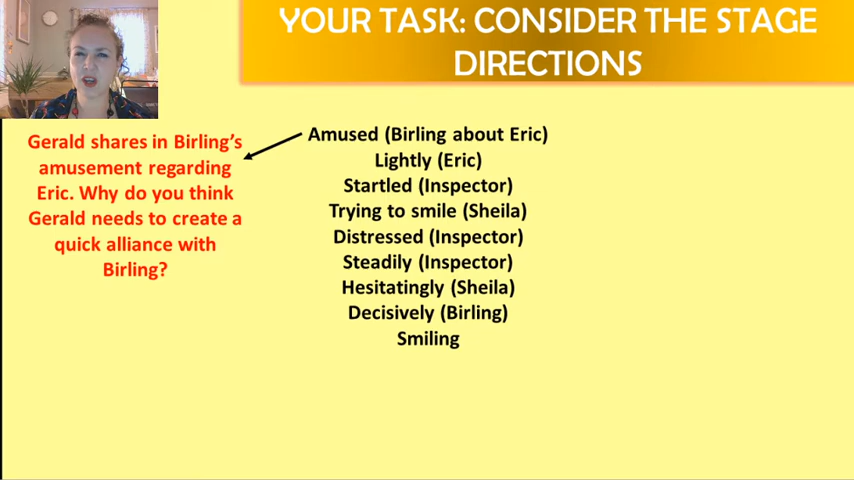 YOUR TASK: CONSIDER THE STAGE
DIRECTIONS
Gerald shares in Birling's
amusement regarding
Eric. Why do you think
Gerald needs to create a
quick alliance with
Birling?
Amused (Birling about Eric)
Lightly (Eric)
Startled (Inspector)
Trying to smile (Sheila)
Distressed (Inspector)
Steadily (Inspector)
Hesitatingly (Sheila)
Decisively (Birling)
Smiling